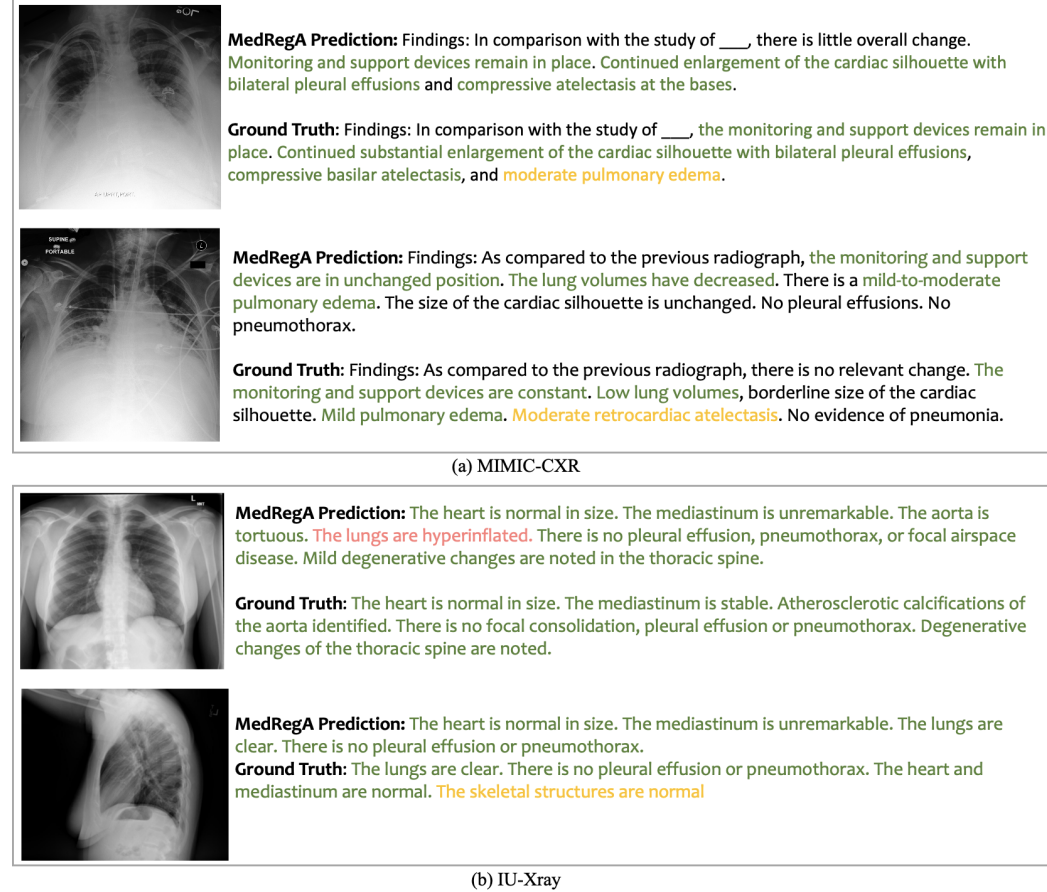 MedRegA Prediction: Findings: In comparison with the study of ___, there is little overall change.
Monitoring and support devices remain in place. Continued enlargement of the cardiac silhouette with
bilateral pleural effusions and compressive atelectasis at the bases.
Ground Truth: Findings: In comparison with the study of ___, the monitoring and support devices remain in
place. Continued substantial enlargement of the cardiac silhouette with bilateral pleural effusions,
compressive basilar atelectasis, and moderate pulmonary edema.
SUPINE
PORTABLE
L
MedRegA Prediction: Findings: As compared to the previous radiograph, the monitoring and support
devices are in unchanged position. The lung volumes have decreased. There is a mild-to-moderate
pulmonary edema. The size of the cardiac silhouette is unchanged. No pleural effusions. No
pneumothorax.
Ground Truth: Findings: As compared to the previous radiograph, there is no relevant change. The
monitoring and support devices are constant. Low lung volumes, borderline size of the cardiac
silhouette. Mild pulmonary edema. Moderate retrocardiac atelectasis. No evidence of pneumonia.
(a) MIMIC-CXR
L
MedRegA Prediction: The heart is normal in size. The mediastinum is unremarkable. The aorta is
tortuous. The lungs are hyperinflated. There is no pleural effusion, pneumothorax, or focal airspace
disease. Mild degenerative changes are noted in the thoracic spine.
Ground Truth: The heart is normal in size. The mediastinum is stable. Atherosclerotic calcifications of
the aorta identified. There is no focal consolidation, pleural effusion or pneumothorax. Degenerative
changes of the thoracic spine are noted.
MedRegA Prediction: The heart is normal in size. The mediastinum is unremarkable. The lungs are
clear. There is no pleural effusion or pneumothorax.
Ground Truth: The lungs are clear. There is no pleural effusion or pneumothorax. The heart and
mediastinum are normal. The skeletal structures are normal
(b) IU-Xray